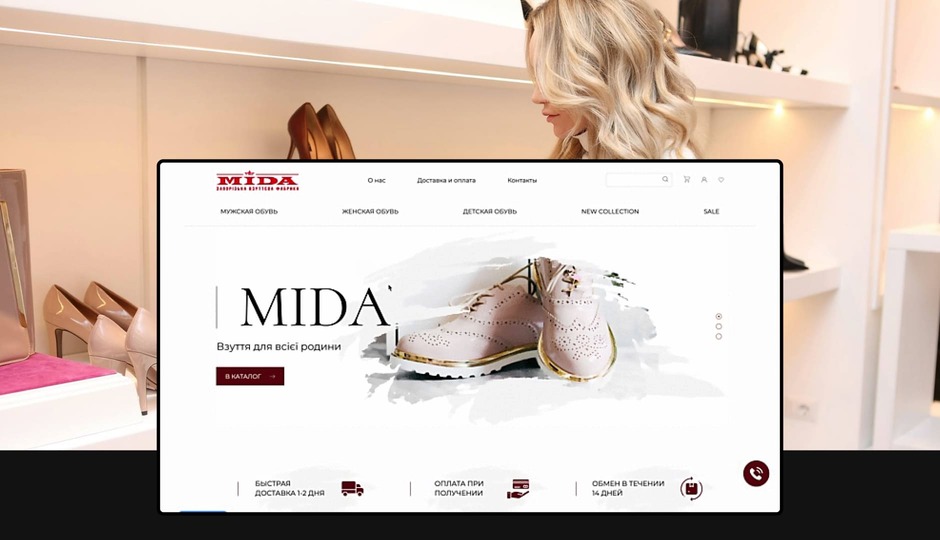 MIDA
ЗАПОРІЗЬКА ВЗУТТЄВА ФАБРИКА
О нас
Доставка и оплата
Контакты
МУЖСКАЯ ОБУВЬ
ЖЕНСКАЯ ОБУВЬ
ДЕТСКАЯ ОБУВЬ
NEW COLLECTION
SALE
MIDA
Взуття для всієї родини
В КАТАЛОГ →
БЫСТРАЯ
ДОСТАВКА 1-2 ДНЯ
ОПЛАТА ПРИ
ПОЛУЧЕНИИ
ОБМЕН В ТЕЧЕНИИ
14 ДНЕЙ